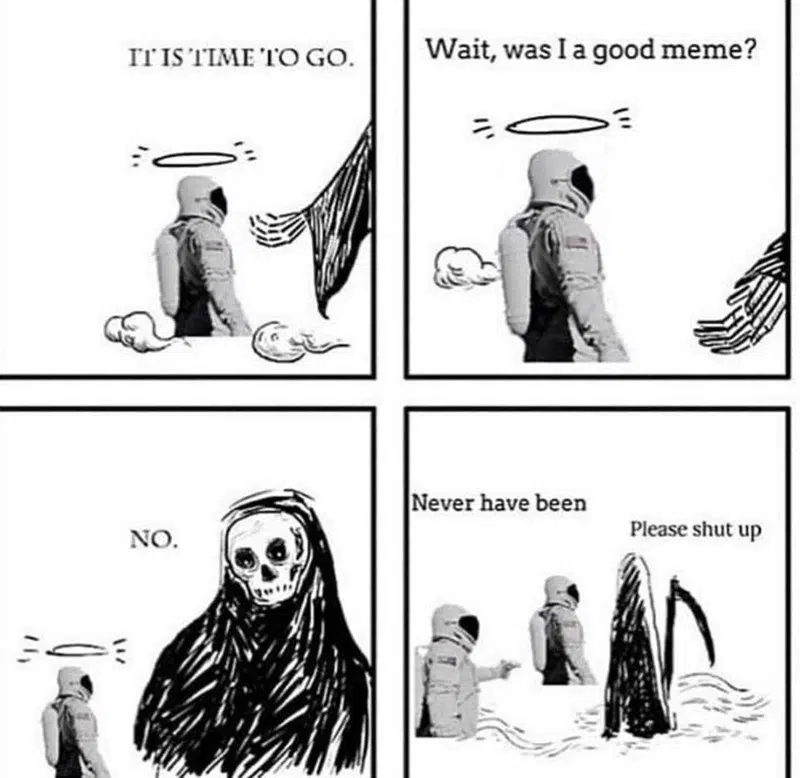 IT IS TIME TO GO.
Wait, was I a good meme?
NO.
Never have been
Please shut up